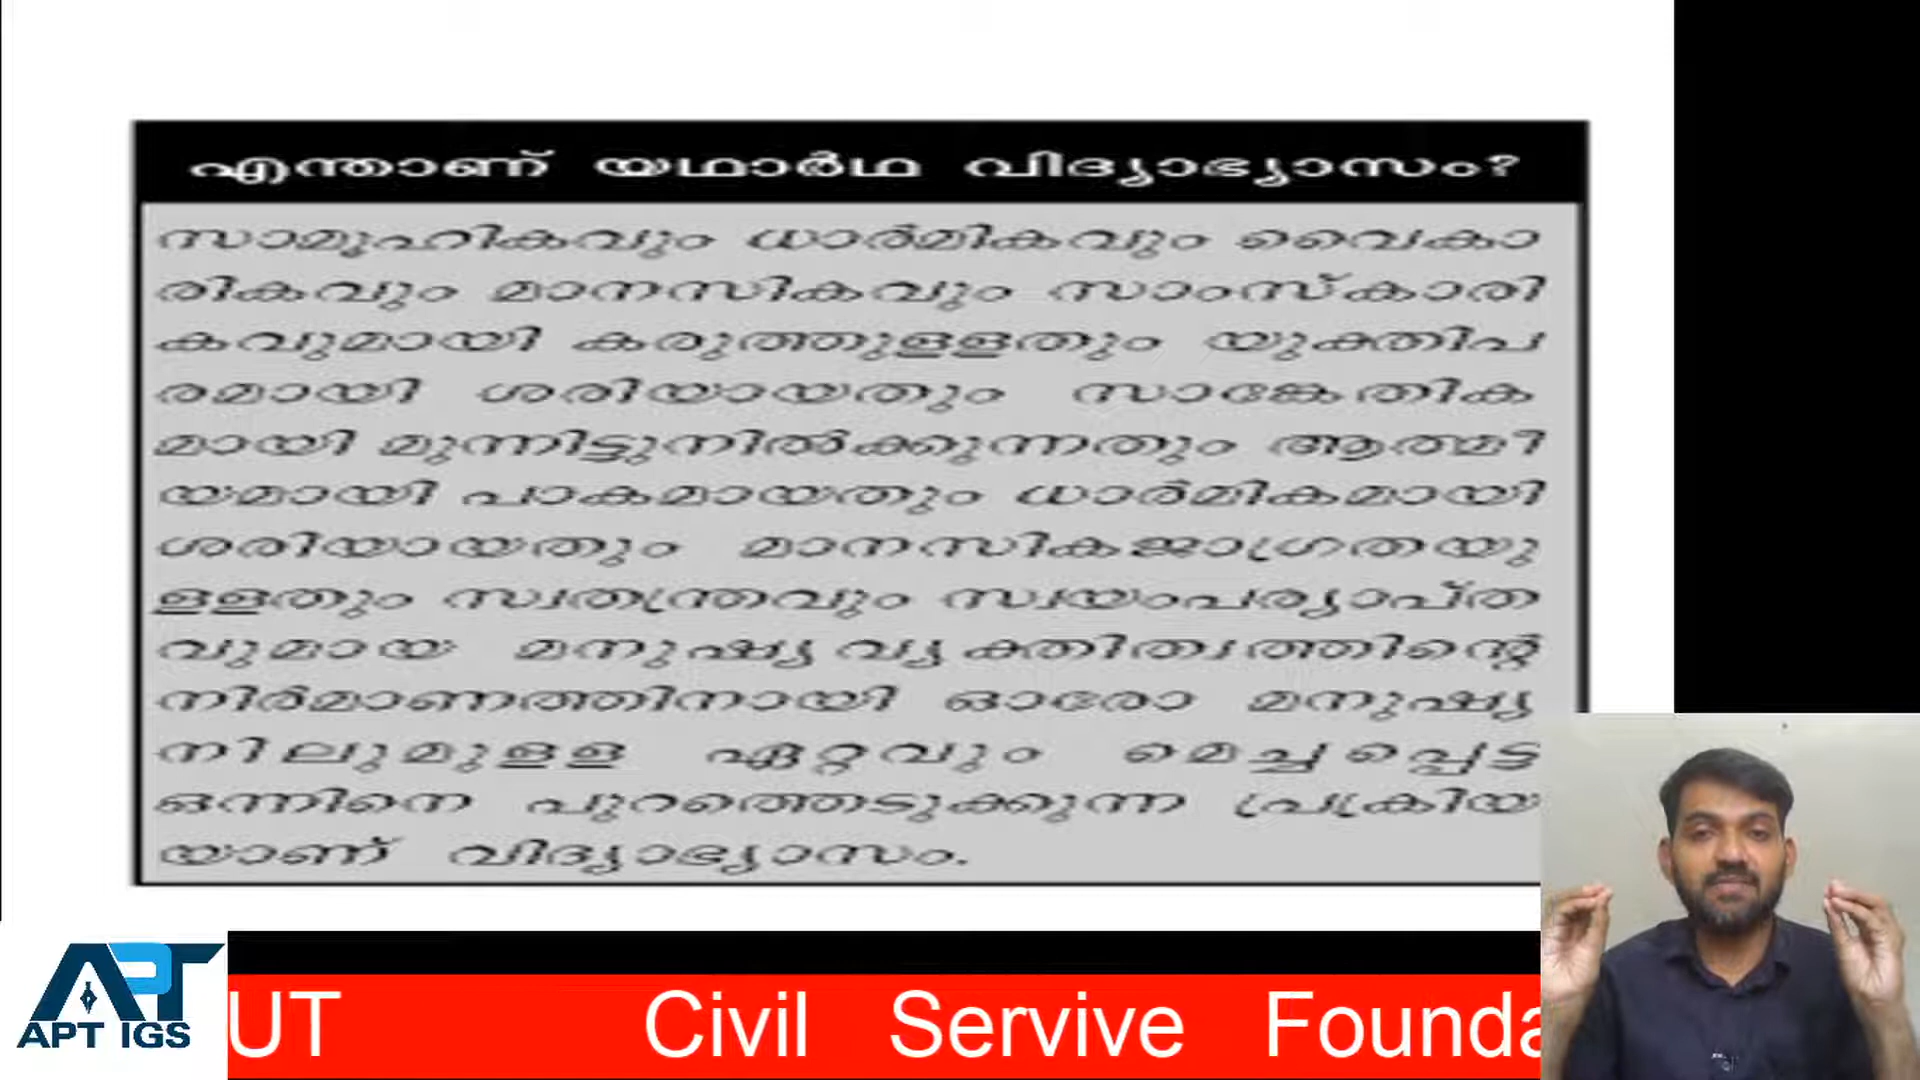 എന്താണ് യഥാർഥ വിദ്യാഭ്യാസം?
സാമൂഹികവും ധാർമികവും വൈകാ
രികവും മാനസികവും സാംസ്കാരി
കവുമായി കരുത്തുള്ളതും യുക്തിപ
രമായി ശരിയായതും സാങ്കേതിക
മായി മുന്നിട്ടുനിൽക്കുന്നതും ആത്മീ
യമായി പാകമായതും ധാർമികമായി
ശരിയായതും മാനസികജാഗ്രതയു
ള്ളതും സ്വതന്ത്രവും സ്വയംപര്യാപ്ത
വുമായ മനുഷ്യവ്യക്തിത്വത്തിന്റെ
നിർമാണത്തിനായി ഓരോ മനുഷ്യ
നിലുമുള്ള ഏറ്റവും മെച്ചപ്പെട്ട
ഒന്നിനെ പുറത്തെടുക്കുന്ന പ്രക്രിയ
യാണ് വിദ്യാഭ്യാസം.
APT
APT IGS
UT Civil Servive Founda